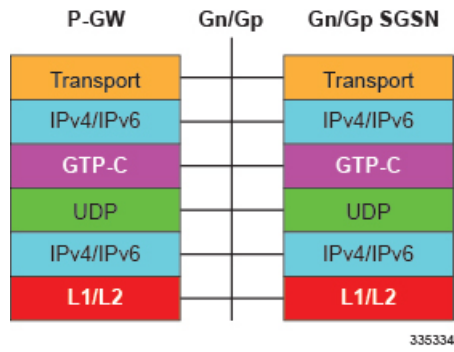 P-GW Gn/Gp Gn/Gp SGSN
Transport Transport
IPv4/IPv6 IPv4/IPv6
GTP-C GTP-C
UDP UDP
IPv4/IPv6 IPv4/IPv6
L1/L2 L1/L2
335334